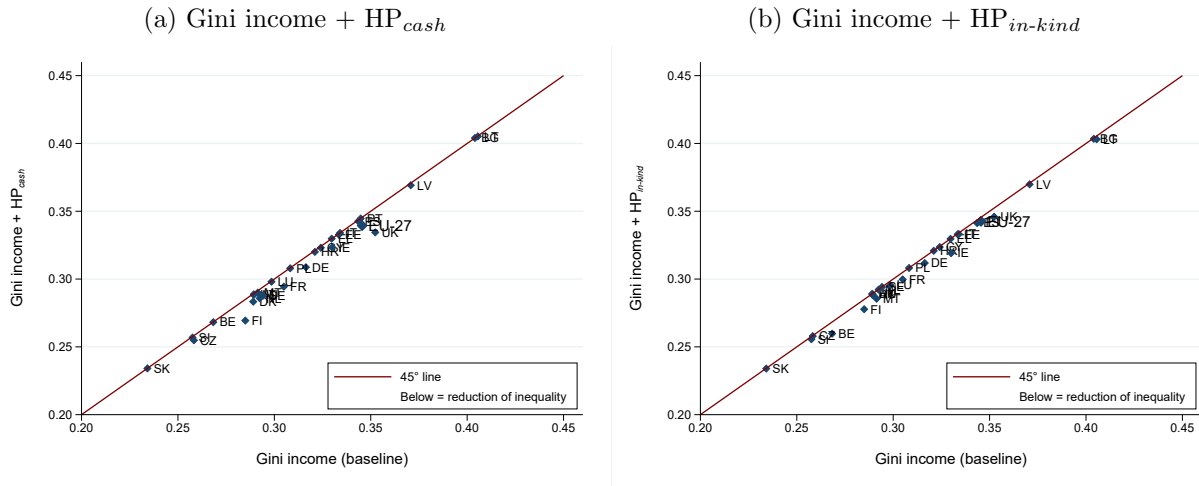 (a) Gini income + HP_cash
0.45
0.40
0.35
0.30
0.25
0.20
Gini income + HP_cash
LV
EU-27
UK
DE
PL
FR
LU
DK
FI
BE
CZ
SK
45° line
Below = reduction of inequality
0.20 0.25 0.30 0.35 0.40 0.45
Gini income (baseline)
(b) Gini income + HP_in-kind
0.45
0.40
0.35
0.30
0.25
0.20
Gini income + HP_in-kind
LV
UK
EU-27
IE
DE
PL
FR
MT
FI
BE
CZ
SI
SK
45° line
Below = reduction of inequality
0.20 0.25 0.30 0.35 0.40 0.45
Gini income (baseline)